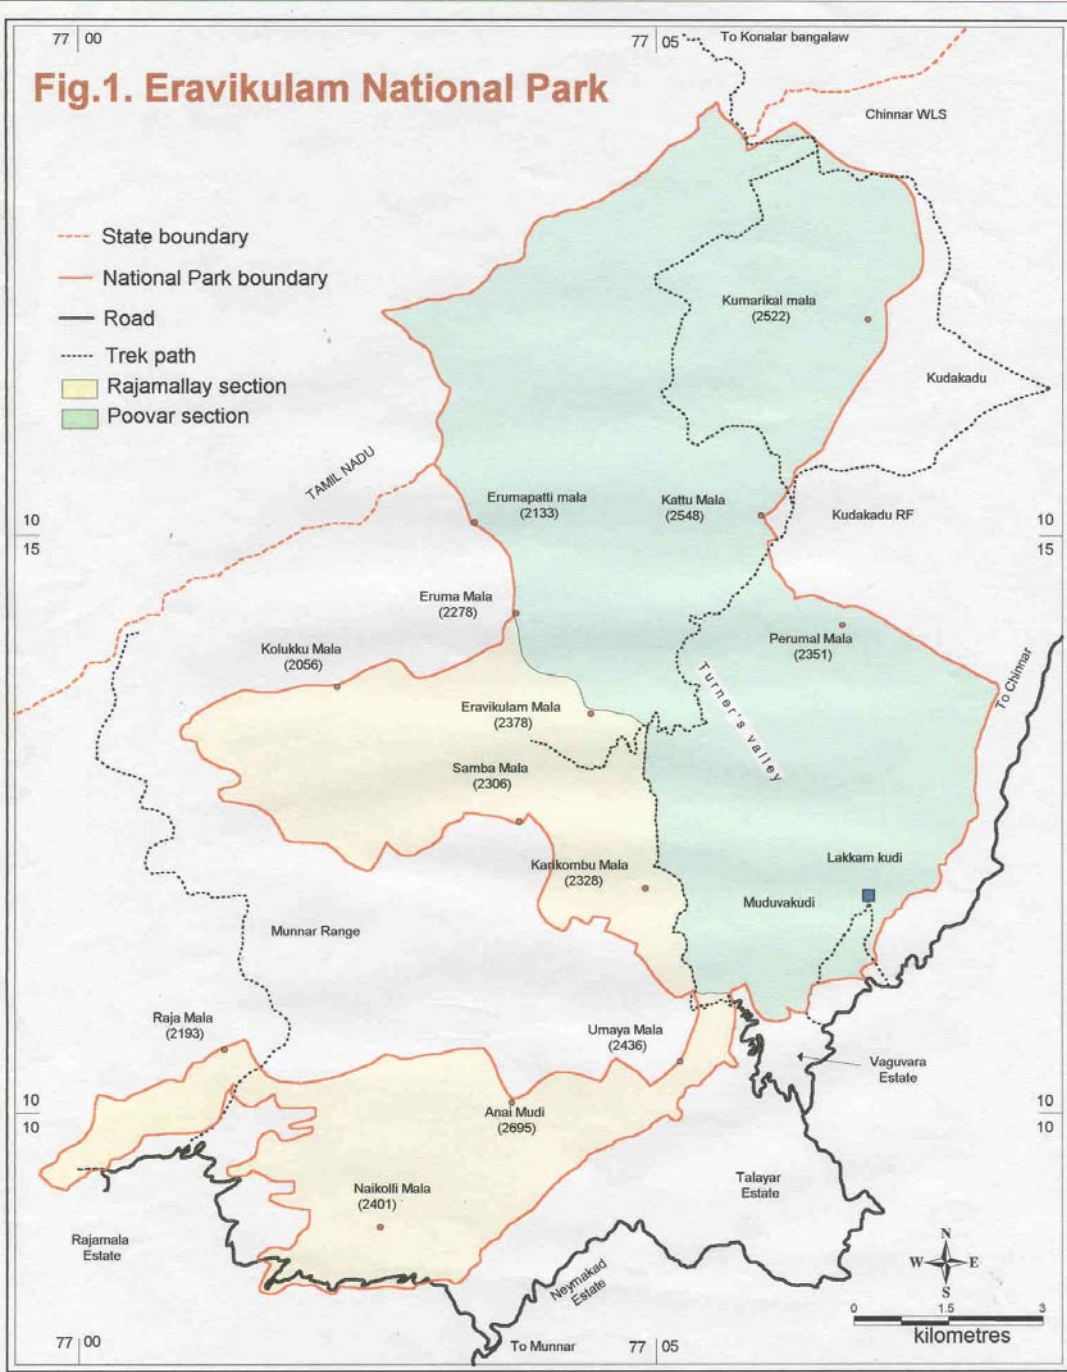 77 00
77 05
To Konalar bangalaw
Fig.1. Eravikulam National Park
Chinnar WLS
State boundary
National Park boundary
Road
Trek path
Rajamallay section
Poovar section
Kumarikal mala
(2522)
Kudakadu
TAMIL NADU
Erumapatti mala
(2133)
Kattu Mala
(2548)
Kudakadu RF
10
15
10
15
Eruma Mala
(2278)
Kolukku Mala
(2056)
Perumal Mala
(2351)
To Chinnar
Turner's valley
Eravikulam Mala
(2378)
Samba Mala
(2306)
Karikombu Mala
(2328)
Lakkam kudi
Muduvakudi
Munnar Range
Raja Mala
(2193)
Umaya Mala
(2436)
Vaguvara
Estate
10
10
10
10
Anai Mudi
(2695)
Naikolli Mala
(2401)
Talayar
Estate
Rajamala
Estate
Neymakad
Estate
N
W E
S
0 1.5 3
kilometres
77 00
To Munnar
77 05